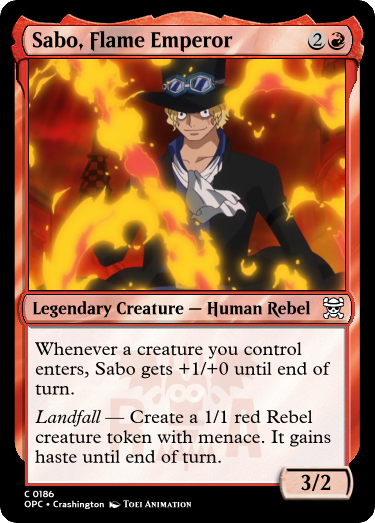 Sabo, Flame Emperor 2
Legendary Creature — Human Rebel
Whenever a creature you control
enters, Sabo gets +1/+0 until end of
turn.
Landfall — Create a 1/1 red Rebel
creature token with menace. It gains
haste until end of turn.
3/2
C 0186
OPC • Crashington TOEI ANIMATION